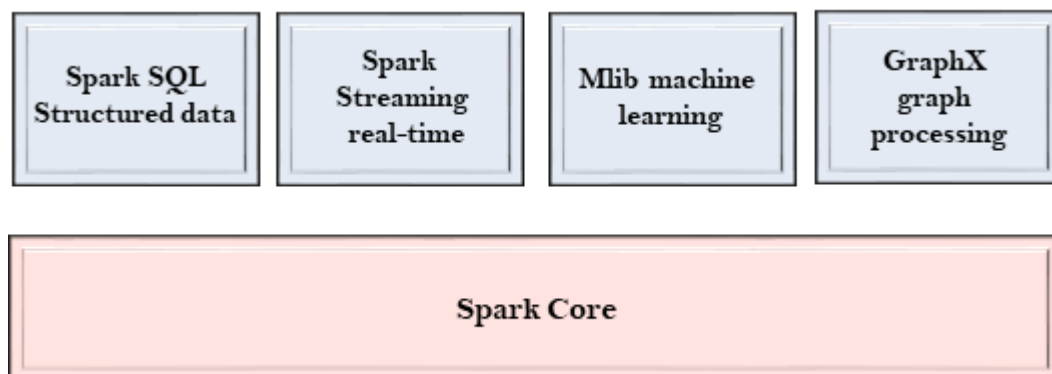 Spark SQL
Structured data
Spark
Streaming
real-time
Mlib machine
learning
GraphX
graph
processing
Spark Core